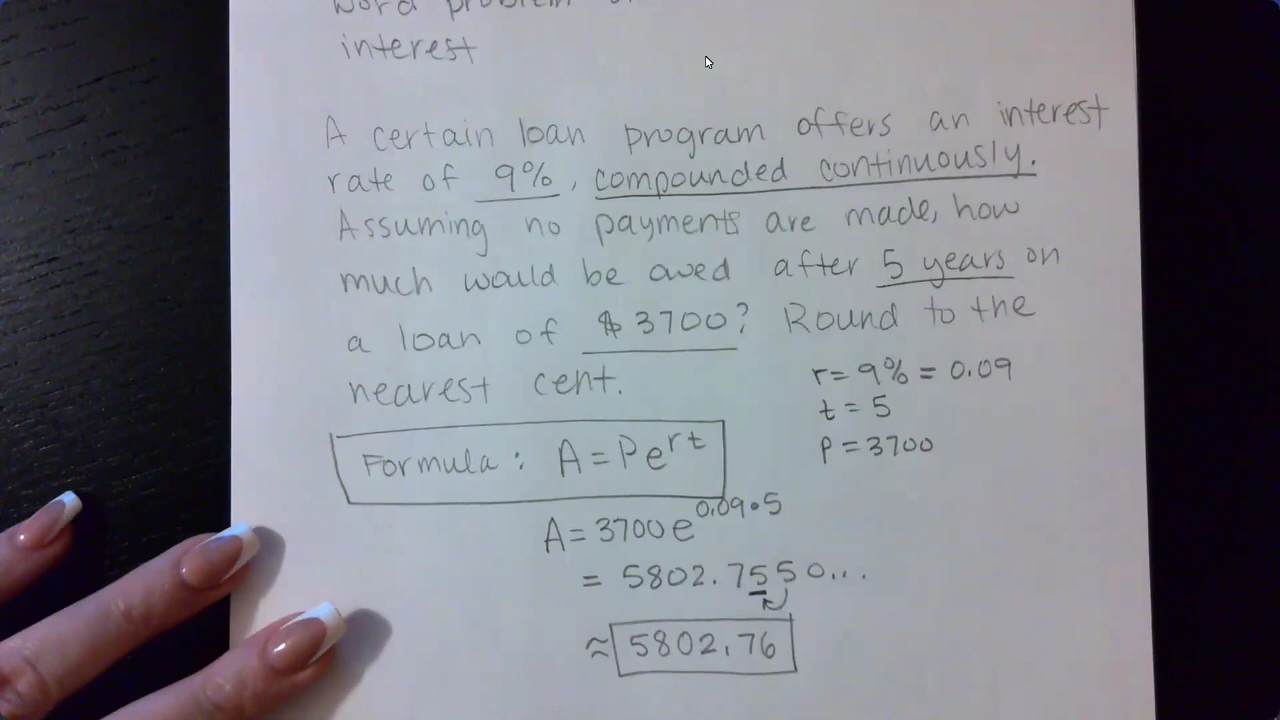 word problem
interest
A certain loan program offers an interest
rate of 9%, compounded continuously.
Assuming no payments are made, how
much would be owed after 5 years on
a loan of $3700? Round to the
nearest cent.
r = 9% = 0.09
t = 5
P = 3700
Formula: A = Pe^rt
A = 3700e^0.09•5
= 5802.7550...
≈ 5802.76